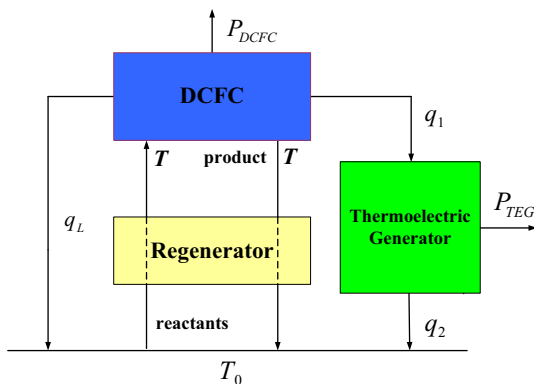 P_DCFC
DCFC
q_1
T product T
P_TEG
Thermoelectric
Generator
q_L
Regenerator
reactants
q_2
T_0